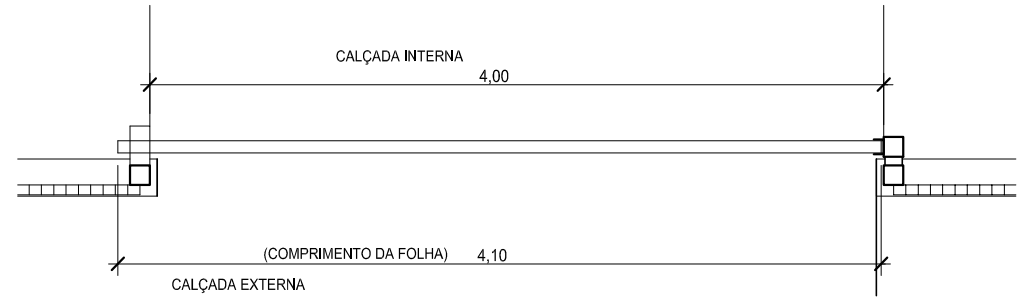 CALÇADA INTERNA
4,00
(COMPRIMENTO DA FOLHA) 4,10
CALÇADA EXTERNA